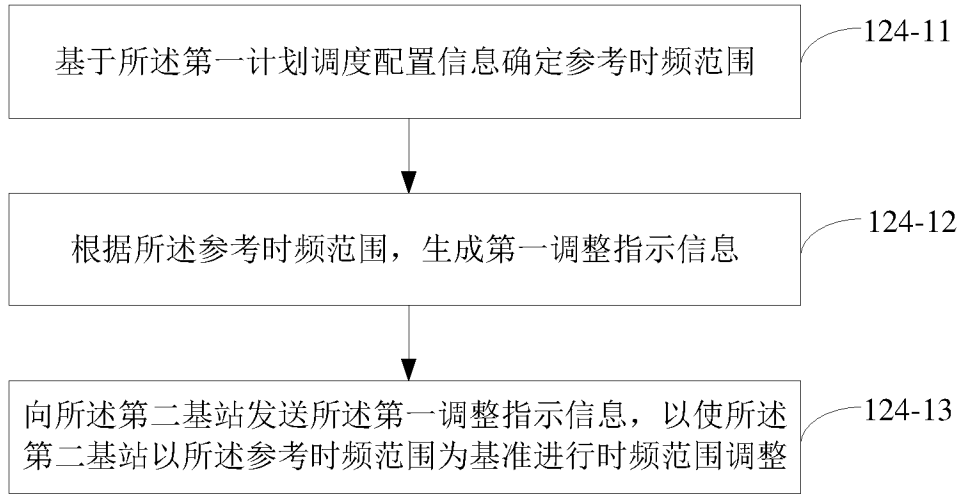 基于所述第一计划调度配置信息确定参考时频范围
124-11
根据所述参考时频范围，生成第一调整指示信息
124-12
向所述第二基站发送所述第一调整指示信息，以使所述
第二基站以所述参考时频范围为基准进行时频范围调整
124-13